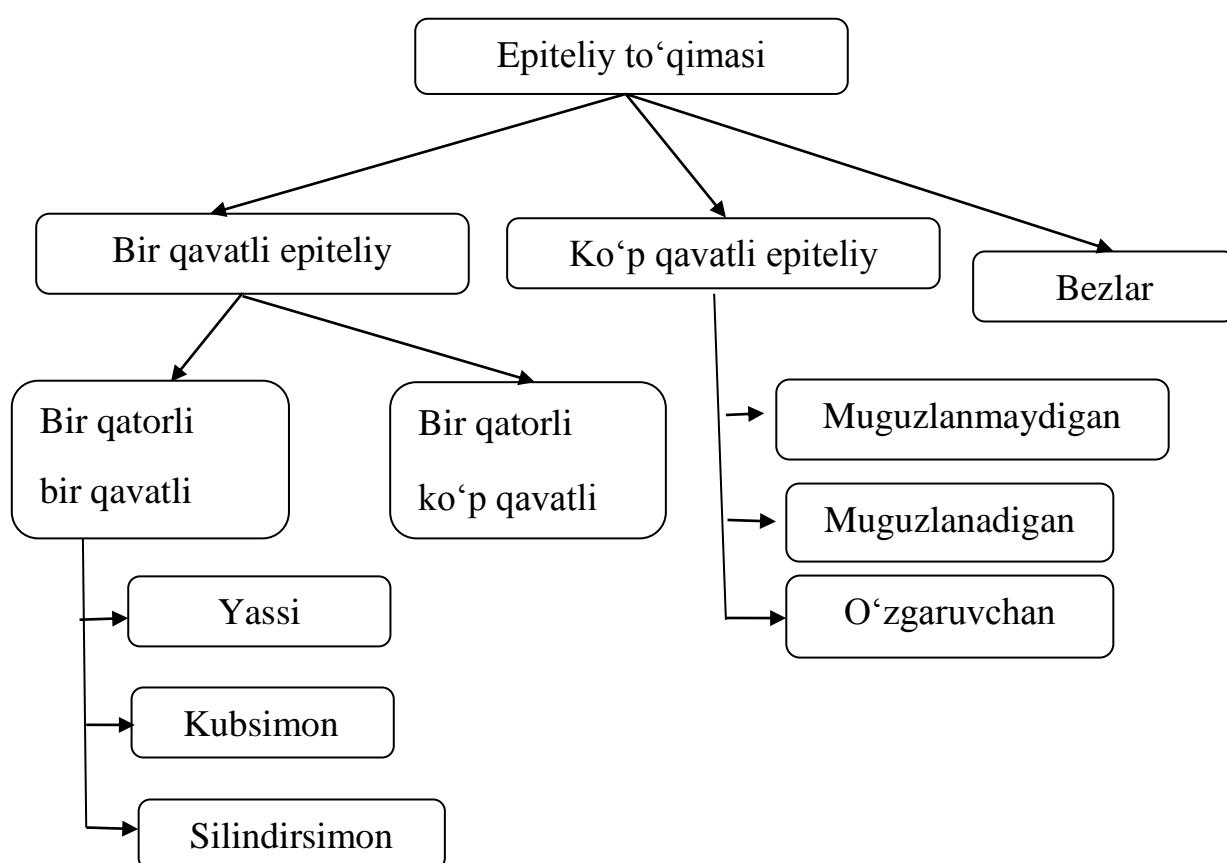 Epiteliy to‘qimasi
Bir qavatli epiteliy
Ko‘p qavatli epiteliy
Bezlar
Bir qatorli
bir qavatli
Bir qatorli
ko‘p qavatli
Muguzlanmaydigan
Muguzlanadigan
O‘zgaruvchan
Yassi
Kubsimon
Silindirsimon